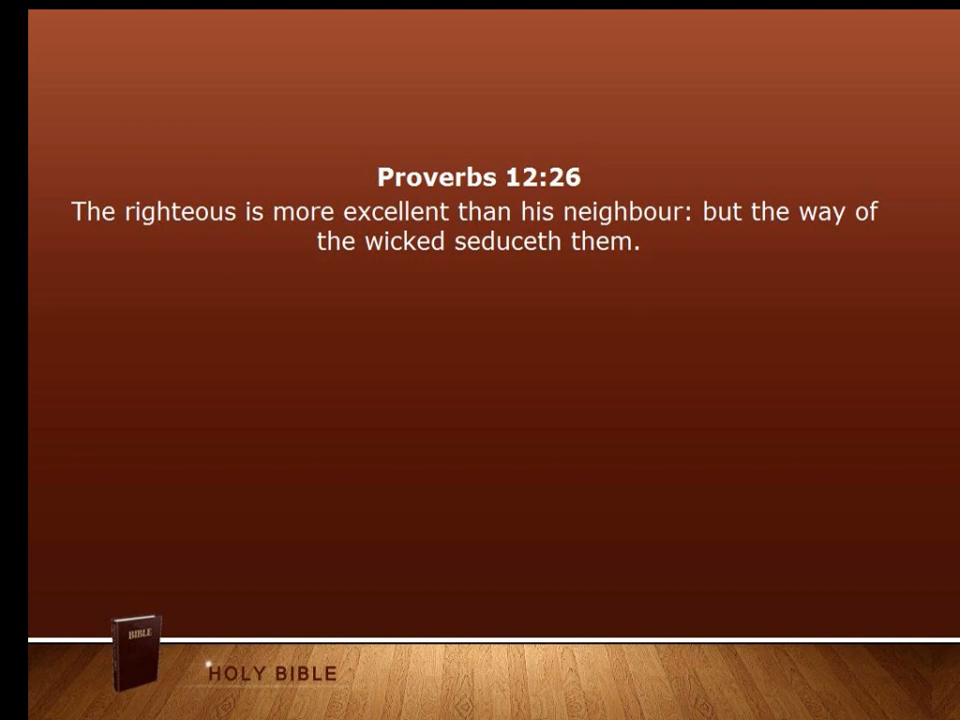 Proverbs 12:26
The righteous is more excellent than his neighbour: but the way of
the wicked seduceth them.
BIBLE
HOLY BIBLE